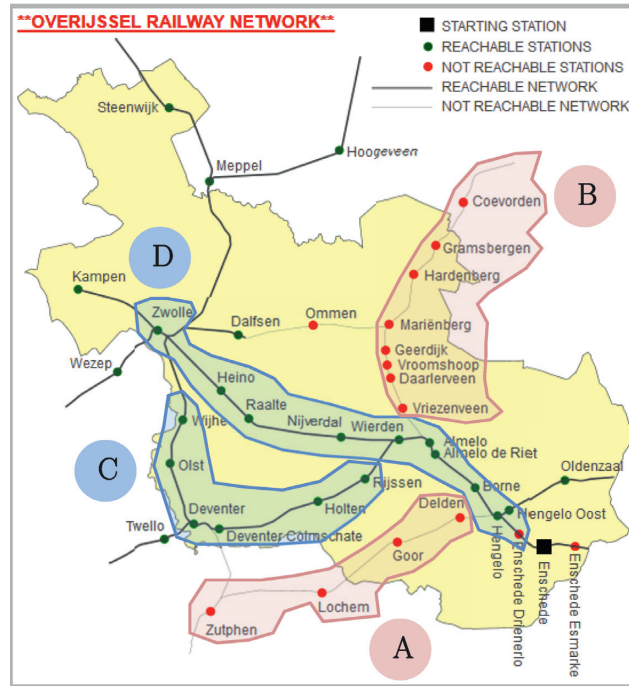 **OVERIJSSEL RAILWAY NETWORK**
STARTING STATION
REACHABLE STATIONS
NOT REACHABLE STATIONS
REACHABLE NETWORK
NOT REACHABLE NETWORK
Steenwijk
Meppel
Hoogeveen
B
Coevorden
Gramsbergen
Hardenberg
D
Kampen
Zwolle
Dalfsen
Ommen
Mariënberg
Wezep
Geerdijk
Vroomshoop
Daarlerveen
Heino
Raalte
Vriezenveen
Wijhe
Nijverdal
Wierden
Almelo
Almelo de Riet
C
Olst
Rijssen
Borne
Oldenzaal
Deventer
Holten
Delden
Hengelo Oost
Twello
Deventer Colmschate
Goor
Hengelo
Enschede Drienerlo
Enschede
Enschede Esmarke
Lochem
Zutphen
A